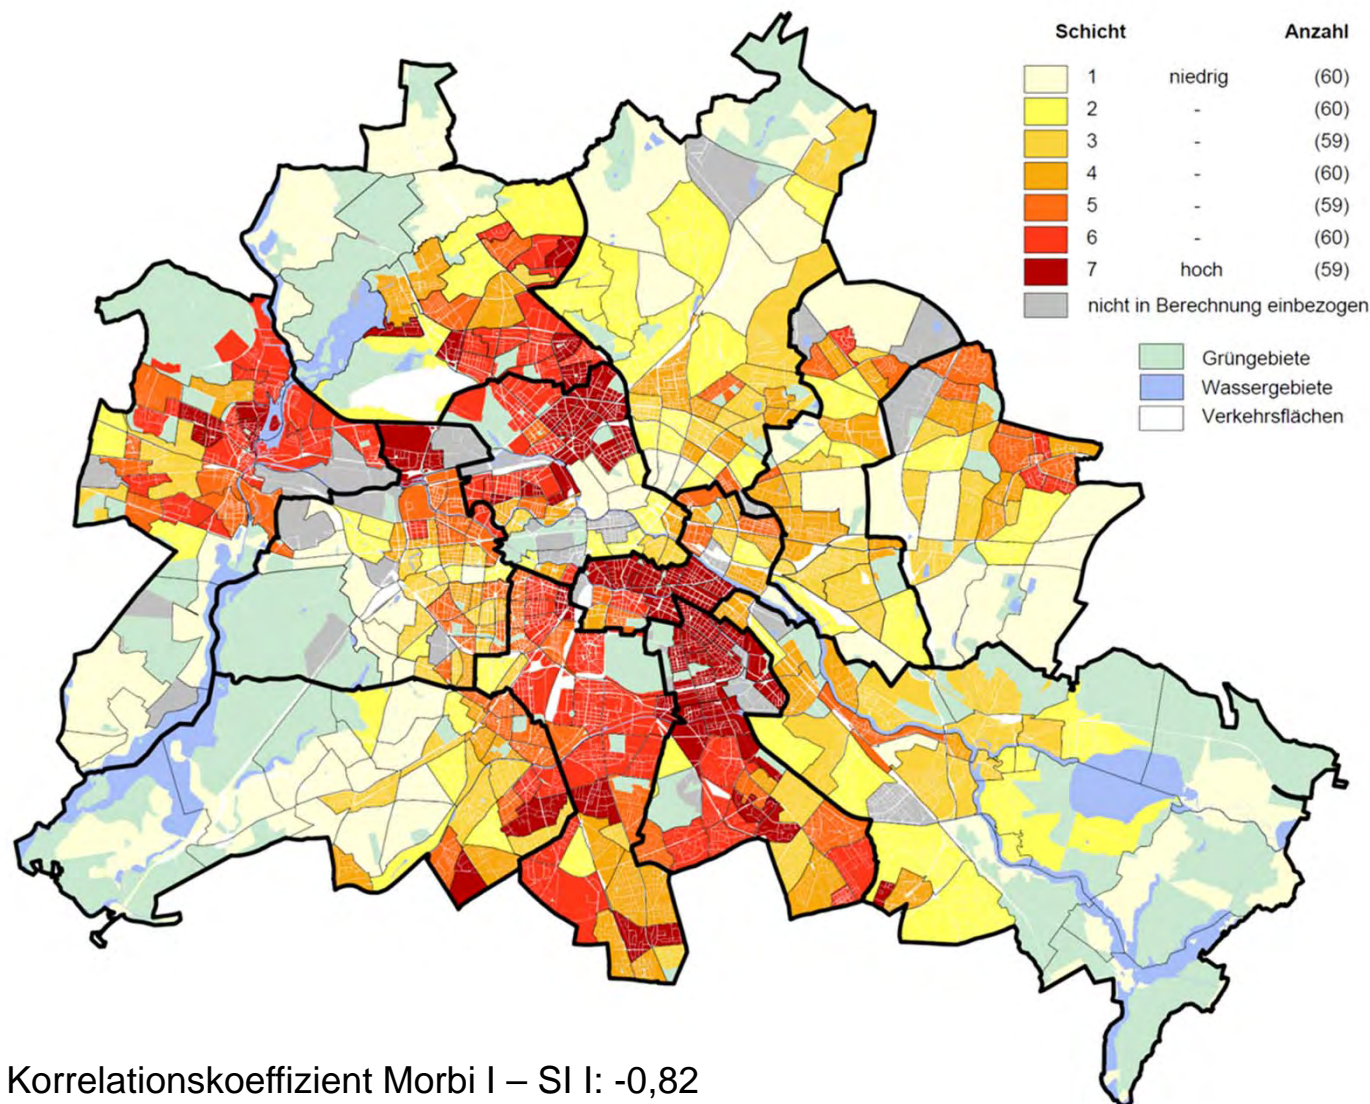 Schicht Anzahl
1 niedrig (60)
2 - (60)
3 - (59)
4 - (60)
5 - (59)
6 - (60)
7 hoch (59)
nicht in Berechnung einbezogen
Grüngebiete
Wassergebiete
Verkehrsflächen
Korrelationskoeffizient Morbi I – SI I: -0,82